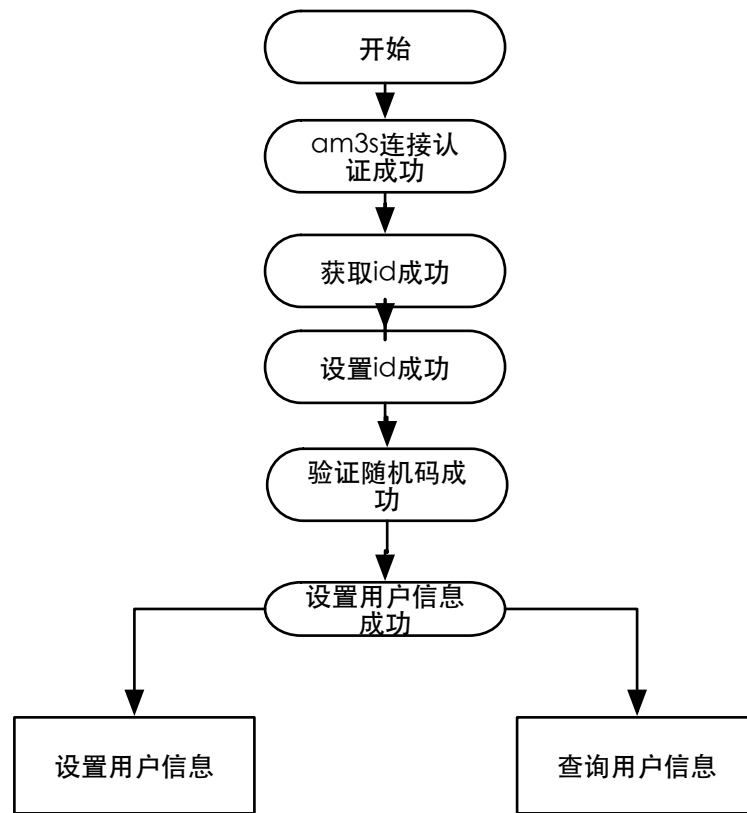 开始
am3s连接认
证成功
获取id成功
设置id成功
验证随机码成
功
设置用户信息
成功
设置用户信息
查询用户信息